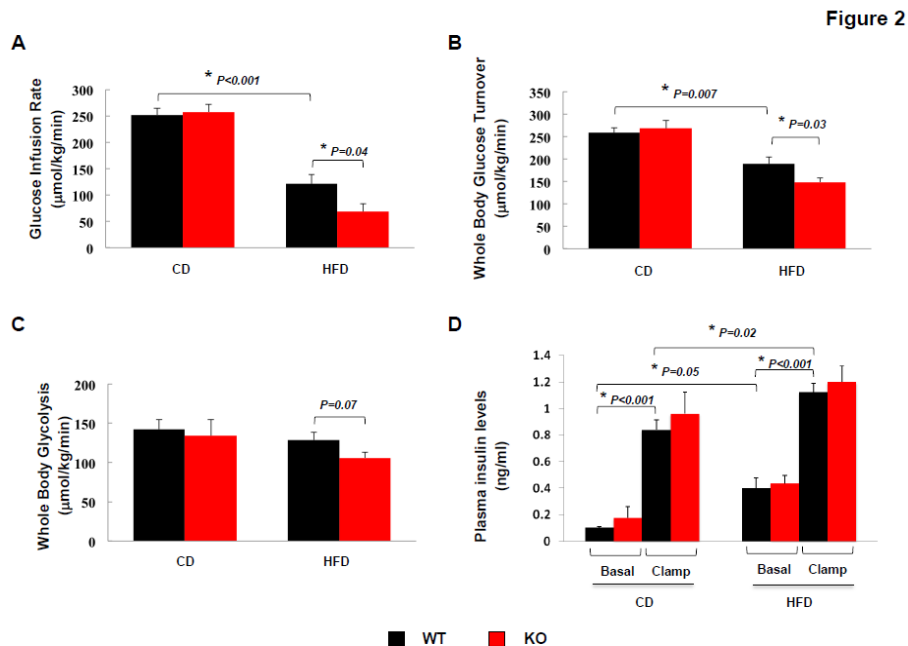 Figure 2
A
Glucose Infusion Rate
(µmol/kg/min)
300
250
200
150
100
50
0
* P<0.001
* P=0.04
CD
HFD
B
Whole Body Glucose Turnover
(µmol/kg/min)
350
300
250
200
150
100
50
0
* P=0.007
* P=0.03
CD
HFD
C
Whole Body Glycolysis
(µmol/kg/min)
200
150
100
50
0
P=0.07
CD
HFD
D
Plasma insulin levels
(ng/ml)
1.4
1.2
1
0.8
0.6
0.4
0.2
0
* P=0.02
* P=0.05
* P<0.001
* P<0.001
Basal
Clamp
Basal
Clamp
CD
HFD
WT
KO